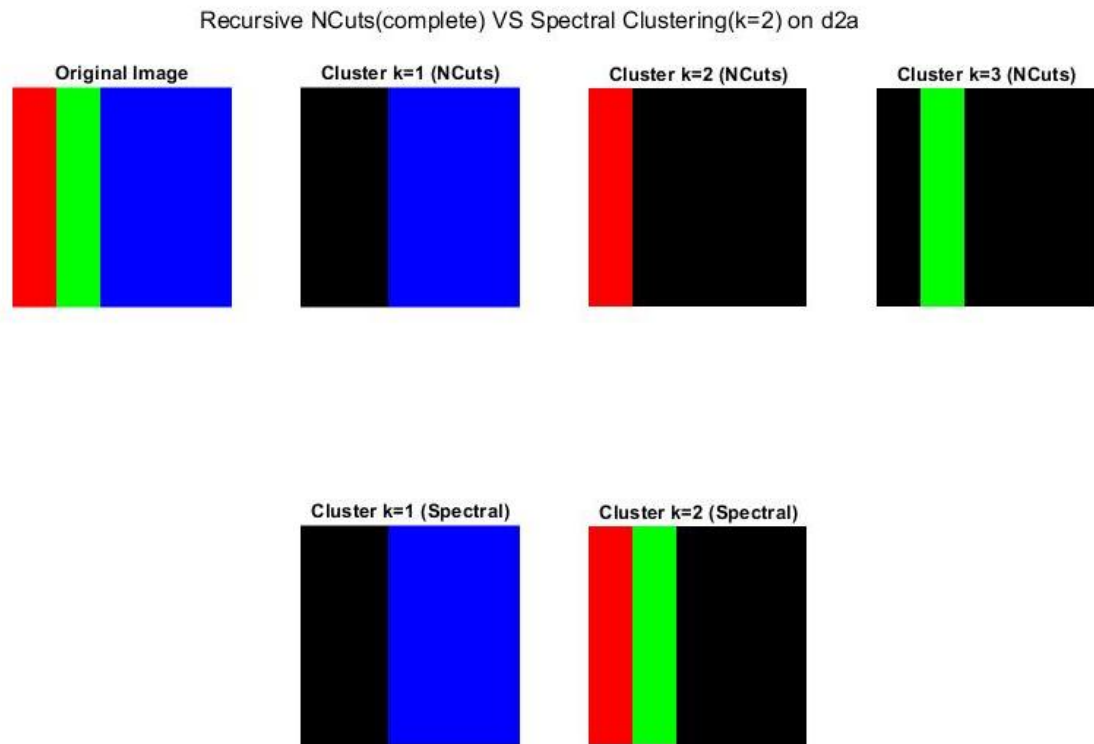 Recursive NCuts(complete) VS Spectral Clustering(k=2) on d2a
Original Image
Cluster k=1 (NCuts)
Cluster k=2 (NCuts)
Cluster k=3 (NCuts)
Cluster k=1 (Spectral)
Cluster k=2 (Spectral)